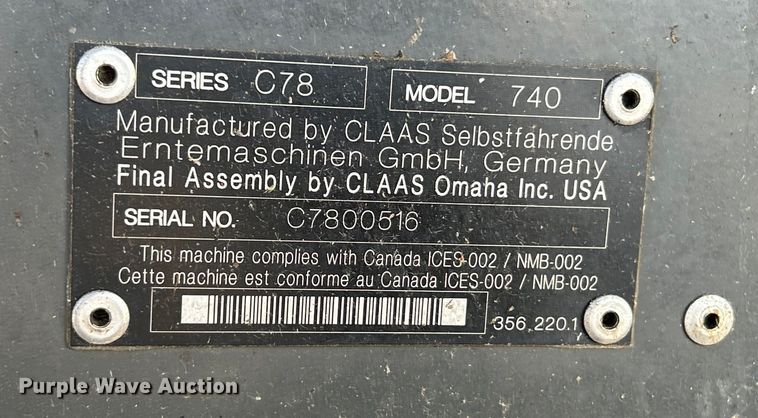 SERIES C78 MODEL 740
Manufactured by CLAAS Selbstfahrende
Erntemaschinen GmbH, Germany
Final Assembly by CLAAS Omaha Inc. USA
SERIAL NO. C7800516
This machine complies with Canada ICES-002 / NMB-002
Cette machine est conforme au Canada ICES-002 / NMB-002
356.220.1
Purple Wave Auction